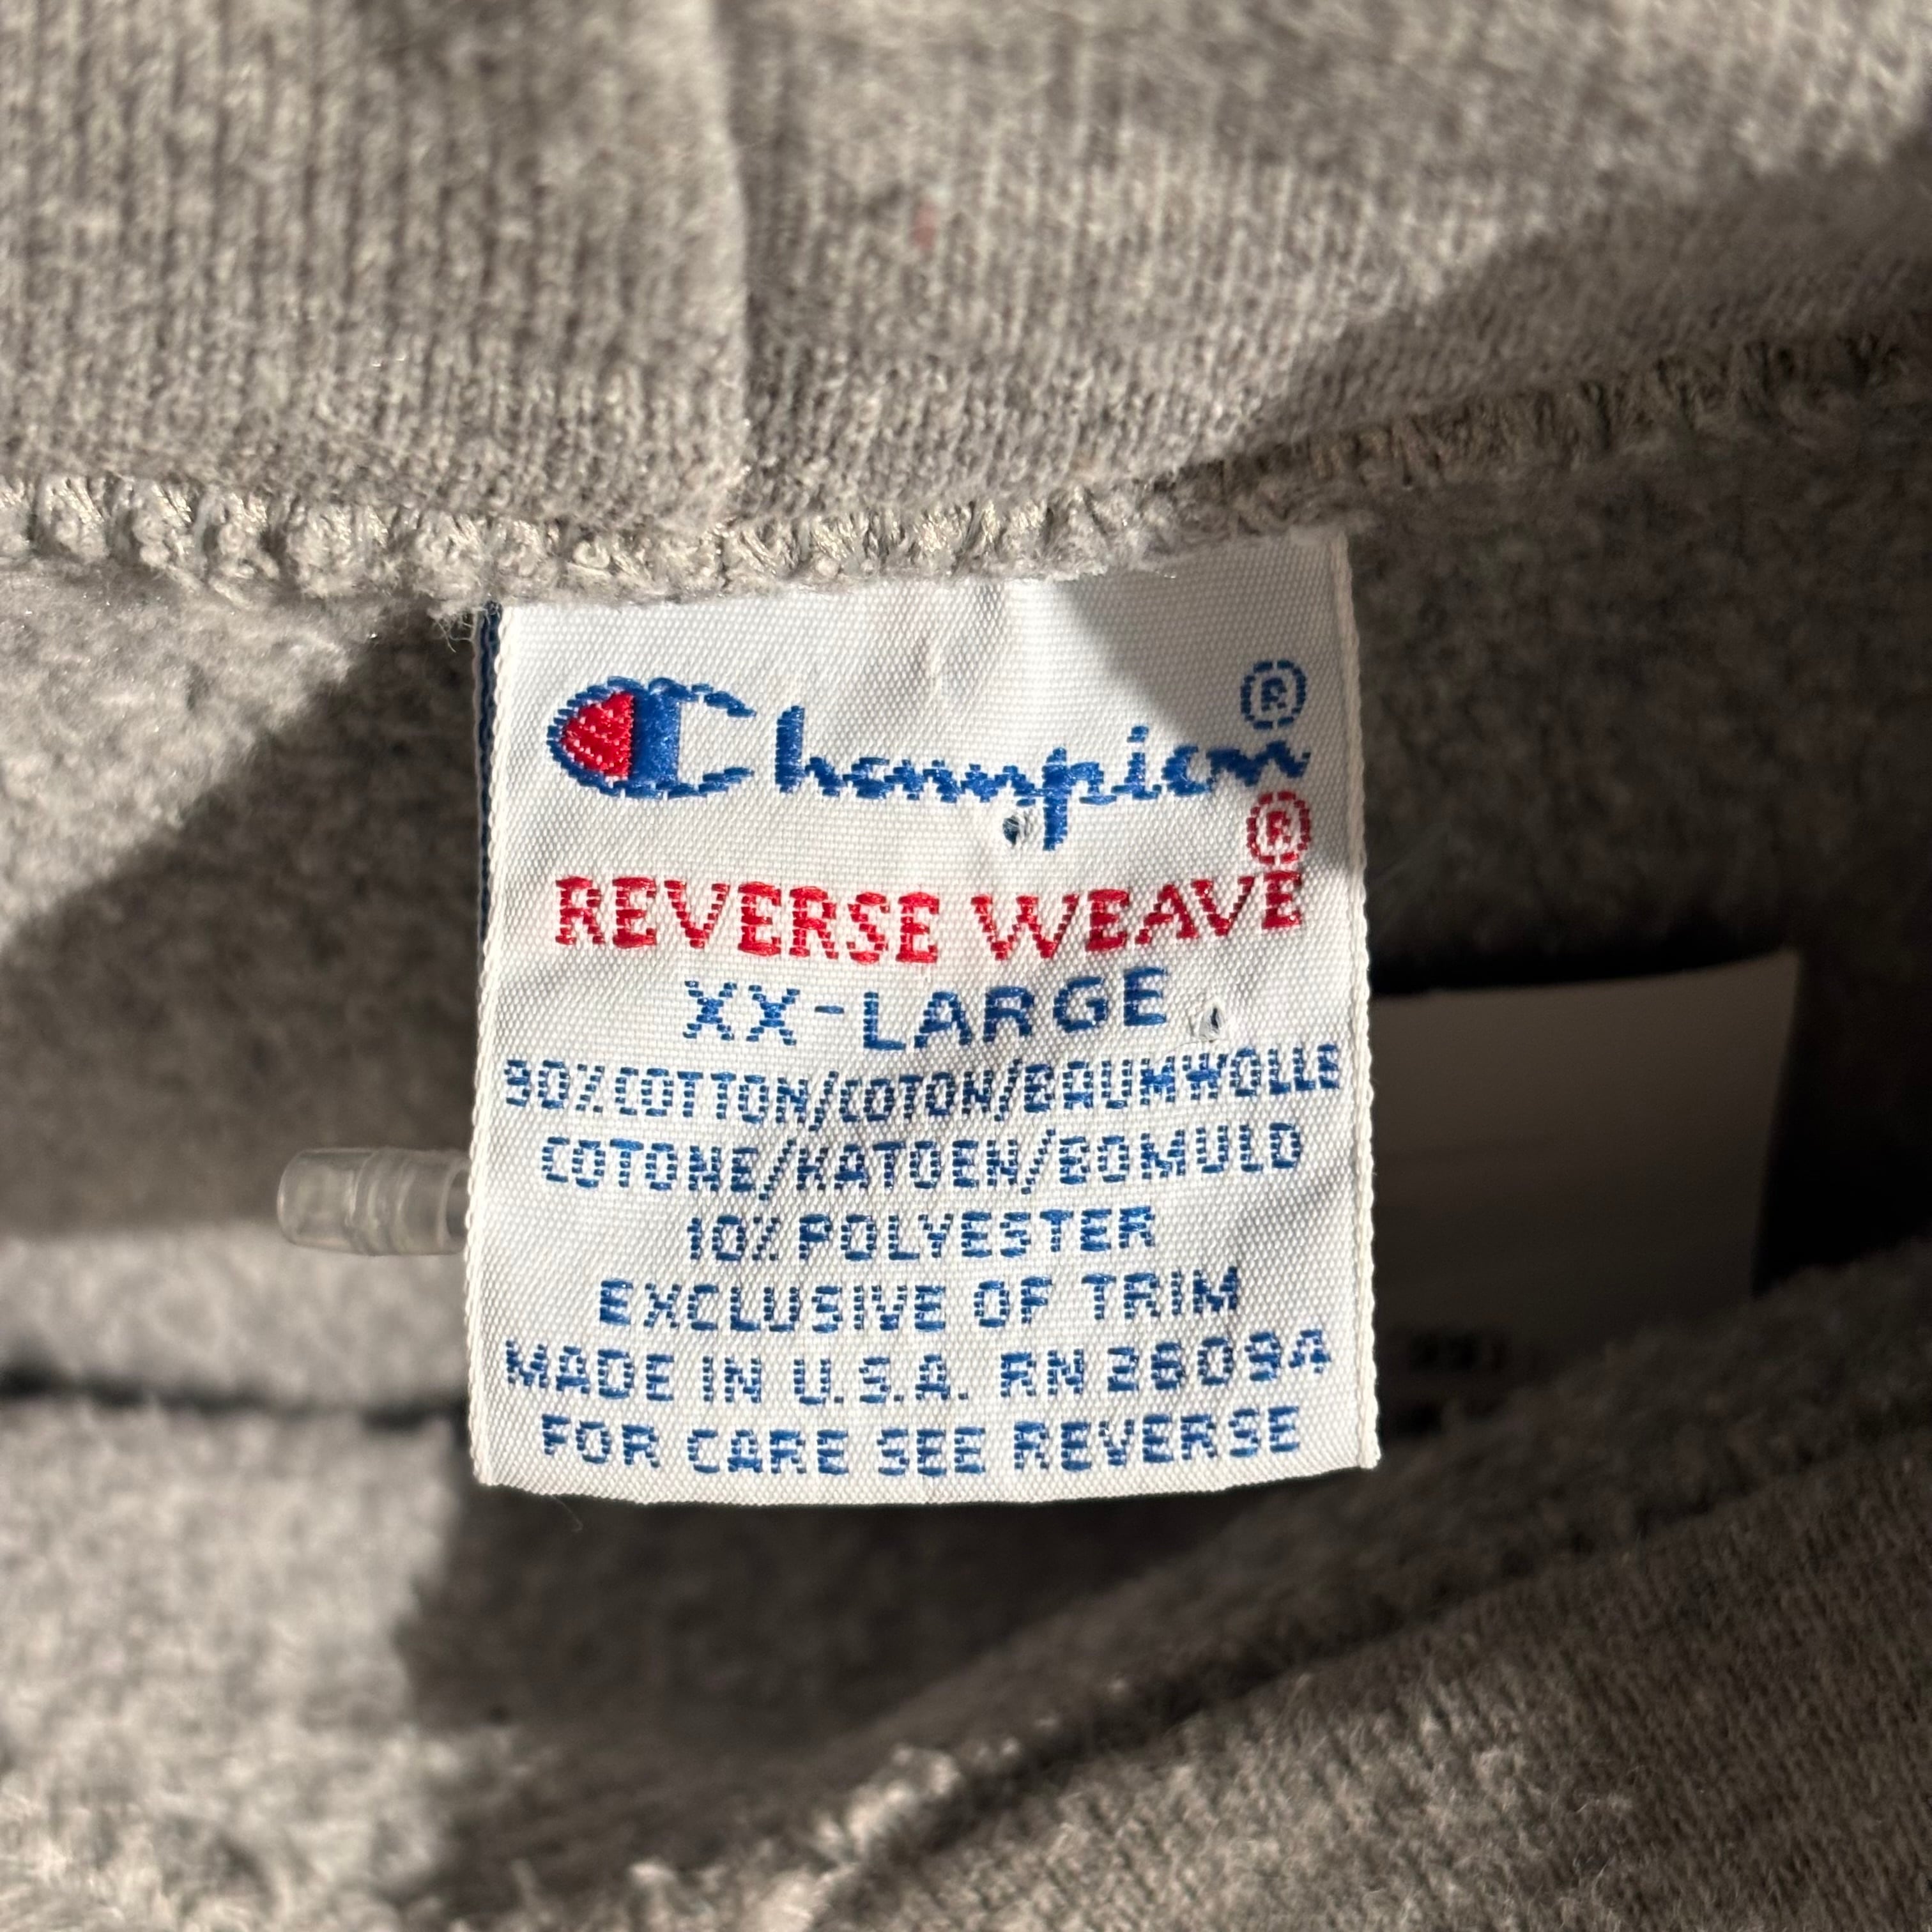 Champion®
REVERSE WEAVE®
XX-LARGE
90% COTTON/COTON/BAUMWOLLE
COTONE/KATOEN/BOMULD
10% POLYESTER
EXCLUSIVE OF TRIM
MADE IN U.S.A. RN 26094
FOR CARE SEE REVERSE